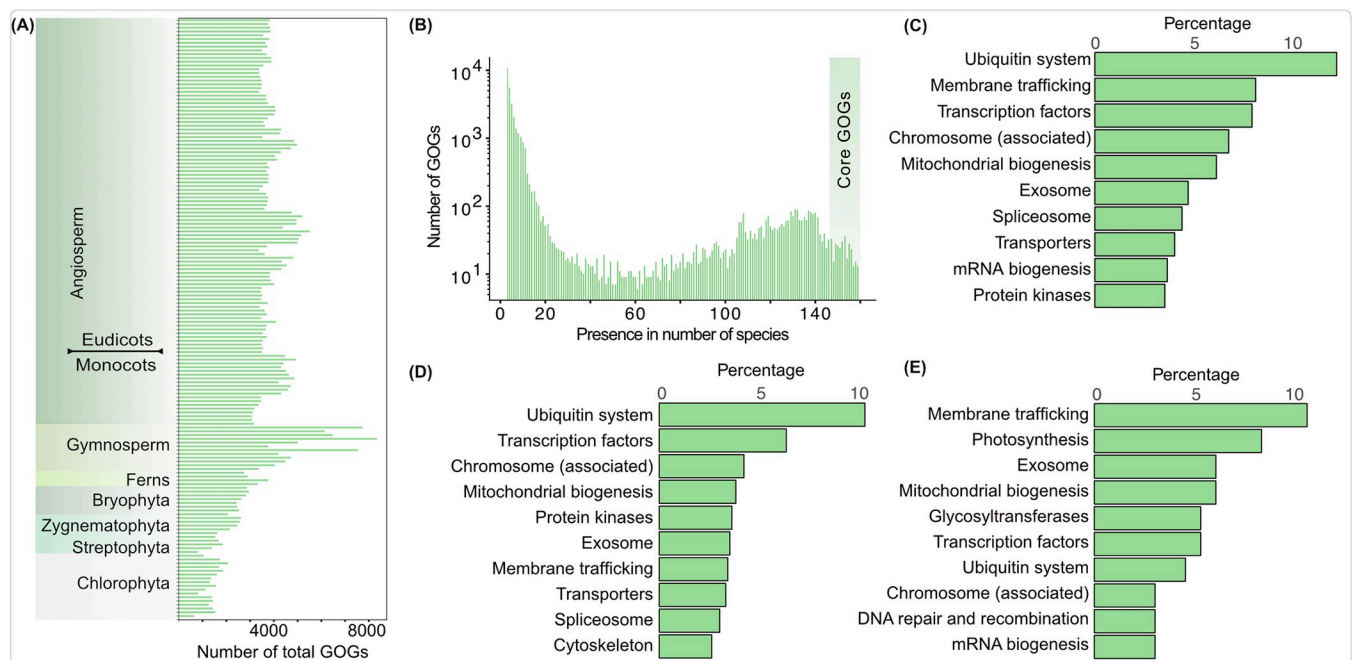 (A)
Angiosperm
Eudicots
Monocots
Gymnosperm
Ferns
Bryophyta
Zygnematophyta
Streptophyta
Chlorophyta
4000 8000
Number of total GOGs
(B)
Number of GOGs
10^4
10^3
10^2
10^1
Core GOGs
0 20 60 100 140
Presence in number of species
(C)
Percentage
0 5 10
Ubiquitin system
Membrane trafficking
Transcription factors
Chromosome (associated)
Mitochondrial biogenesis
Exosome
Spliceosome
Transporters
mRNA biogenesis
Protein kinases
(D)
Percentage
0 5 10
Ubiquitin system
Transcription factors
Chromosome (associated)
Mitochondrial biogenesis
Protein kinases
Exosome
Membrane trafficking
Transporters
Spliceosome
Cytoskeleton
(E)
Percentage
0 5 10
Membrane trafficking
Photosynthesis
Exosome
Mitochondrial biogenesis
Glycosyltransferases
Transcription factors
Ubiquitin system
Chromosome (associated)
DNA repair and recombination
mRNA biogenesis